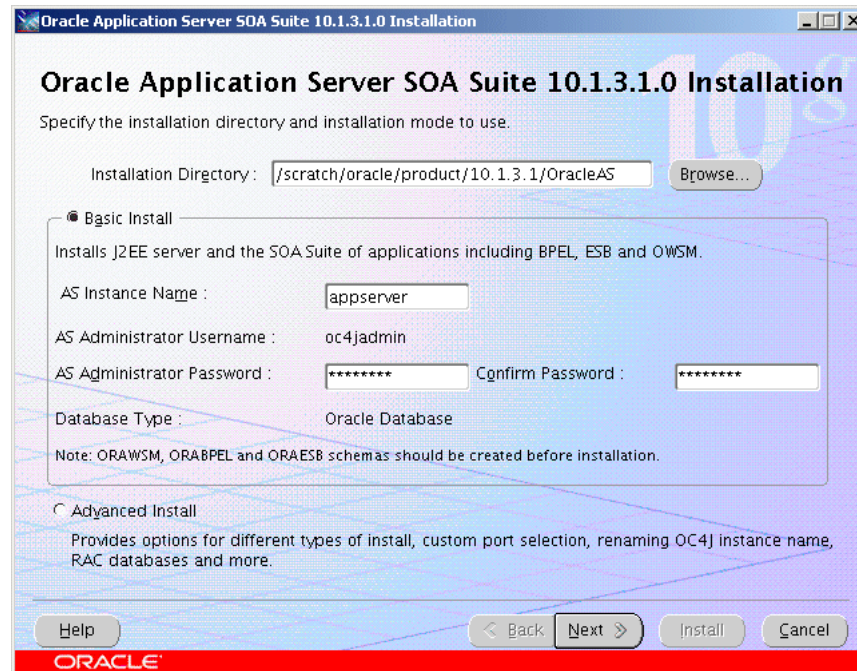 Oracle Application Server SOA Suite 10.1.3.1.0 Installation
10g
Oracle Application Server SOA Suite 10.1.3.1.0 Installation
Specify the installation directory and installation mode to use.
Installation Directory : /scratch/oracle/product/10.1.3.1/OracleAS Browse...
Basic Install
Installs J2EE server and the SOA Suite of applications including BPEL, ESB and OWSM.
AS Instance Name : appserver
AS Administrator Username : oc4jadmin
AS Administrator Password : ******** Confirm Password : ********
Database Type : Oracle Database
Note: ORAWSM, ORABPEL and ORAESB schemas should be created before installation.
Advanced Install
Provides options for different types of install, custom port selection, renaming OC4J instance name,
RAC databases and more.
Help Back Next Install Cancel
ORACLE